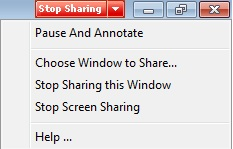 Stop Sharing
Pause And Annotate
Choose Window to Share...
Stop Sharing this Window
Stop Screen Sharing
Help ...